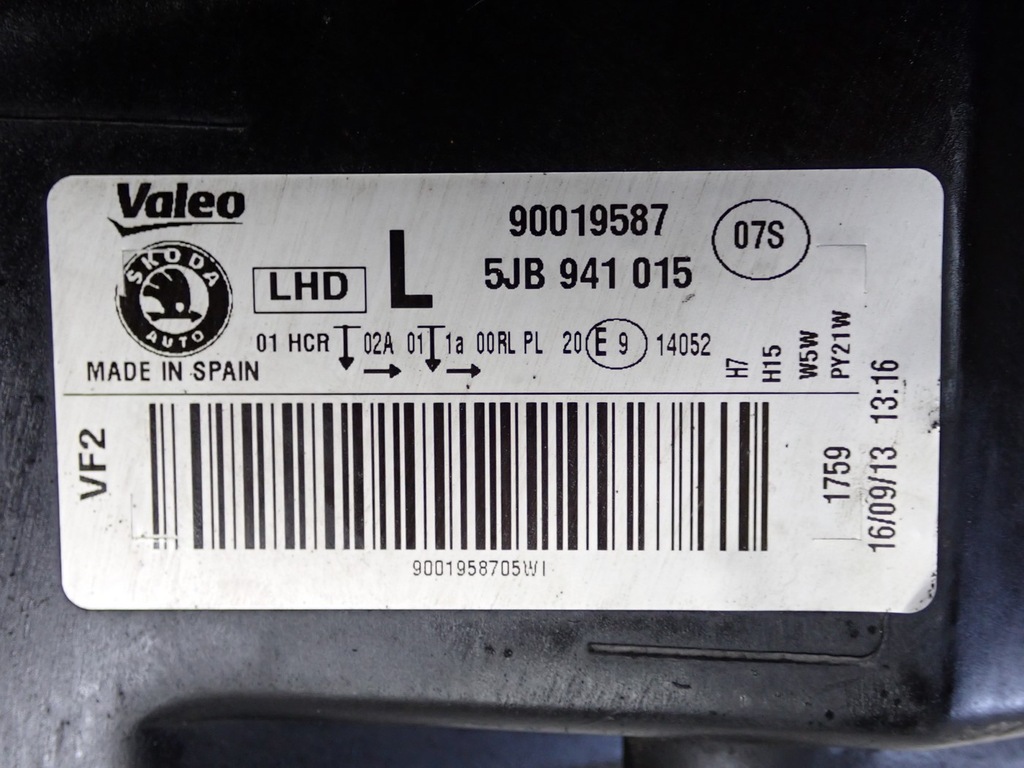 Valeo
ŠKODA
AUTO
MADE IN SPAIN
LHD
L
90019587
5JB 941 015
07S
01 HCR 02A 01 1a 00RL PL 20 E 9 14052
H7
H15
W5W
PY21W
VF2
1759
16/09/13 13:16
9001958705WI